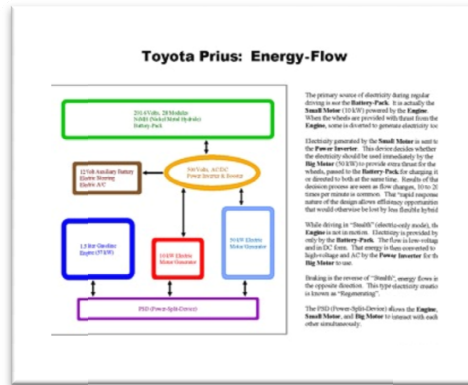 Toyota Prius: Energy-Flow
201.6 Volts, 28 Modules
NiMH (Nickel Metal Hydride)
Battery-Pack
12 Volt Auxiliary Battery
Electric Steering
Electric A/C
500 Volts, AC/DC
Power Inverter & Booster
1.5 liter Gasoline
Engine (57 kW)
10 kW Electric
Motor Generator
50 kW Electric
Motor Generator
PSD (Power-Split-Device)
The primary source of electricity during regular
driving is not the Battery-Pack. It is actually the
Small Motor (10 kW) powered by the Engine.
When the wheels are provided with thrust from the
Engine, some is diverted to generate electricity too
Electricity generated by the Small Motor is sent to
the Power Inverter. This device decides whether
the electricity should be used immediately by the
Big Motor (50 kW) to provide extra thrust for the
wheels, passed to the Battery-Pack for charging it
or directed to both at the same time. Results of the
decision process are seen as flow changes, 10 to 20
times per minute is common. That "rapid response
nature of the design allows efficiency opportunities
that would otherwise be lost by less flexible hybrid
While driving in "Stealth" (electric-only mode), th
Engine is not in motion. Electricity is provided by
only by the Battery-Pack. The flow is low-voltage
and in DC form. That energy is then converted to
high-voltage and AC by the Power Inverter for th
Big Motor to use.
Braking is the reverse of "Stealth", energy flows in
the opposite direction. This type electricity creatio
is known as "Regenerating".
The PSD (Power-Split-Device) allows the Engine,
Small Motor, and Big Motor to interact with each
other simultaneously.